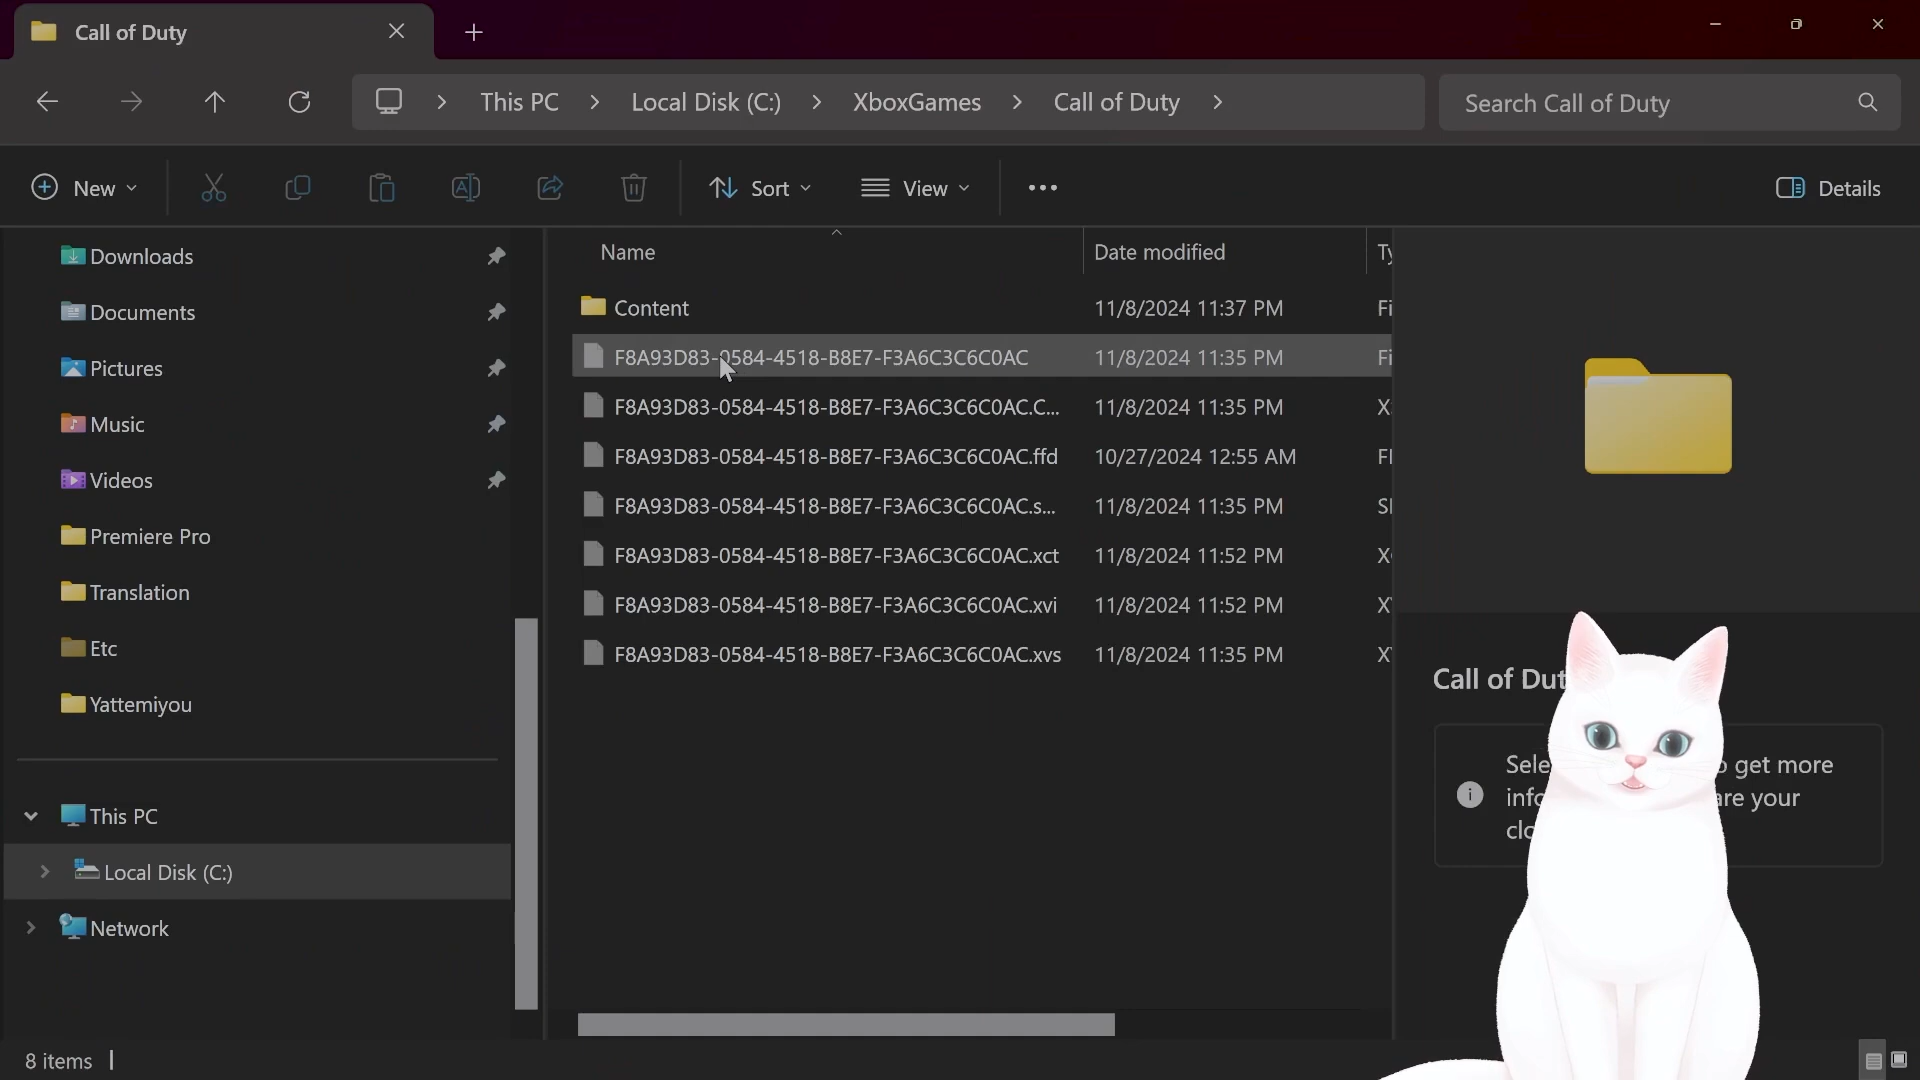 Call of Duty
This PC Local Disk (C:) XboxGames Call of Duty
Search Call of Duty
New
Sort
View
Details
Downloads
Documents
Pictures
Music
Videos
Premiere Pro
Translation
Etc
Yattemiyou
This PC
Local Disk (C:)
Network
Name Date modified
Content 11/8/2024 11:37 PM
F8A93D83-0584-4518-B8E7-F3A6C3C6C0AC 11/8/2024 11:35 PM
F8A93D83-0584-4518-B8E7-F3A6C3C6C0AC.C... 11/8/2024 11:35 PM
F8A93D83-0584-4518-B8E7-F3A6C3C6C0AC.ffd 10/27/2024 12:55 AM
F8A93D83-0584-4518-B8E7-F3A6C3C6C0AC.s... 11/8/2024 11:35 PM
F8A93D83-0584-4518-B8E7-F3A6C3C6C0AC.xct 11/8/2024 11:52 PM
F8A93D83-0584-4518-B8E7-F3A6C3C6C0AC.xvi 11/8/2024 11:52 PM
F8A93D83-0584-4518-B8E7-F3A6C3C6C0AC.xvs 11/8/2024 11:35 PM
Call of
get more
your
8 items